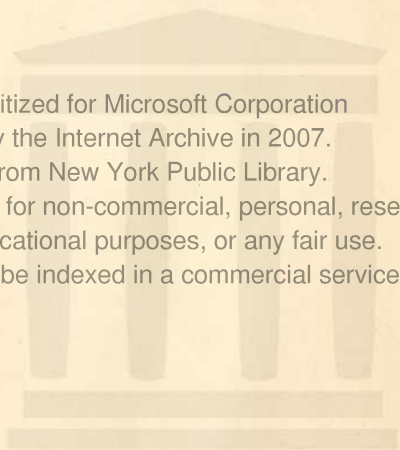 itized for Microsoft Corporation
y the Internet Archive in 2007.
rom New York Public Library.
for non-commercial, personal, rese
cational purposes, or any fair use.
be indexed in a commercial service